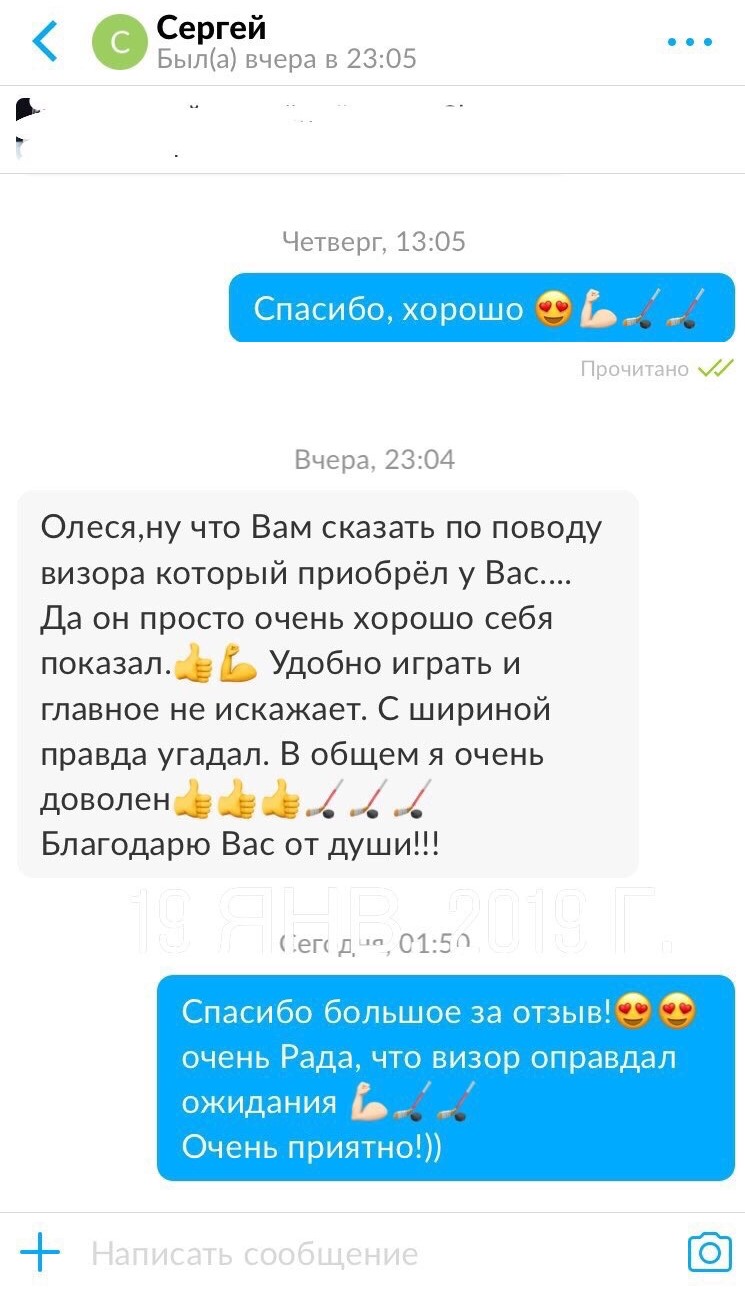 Сергей
С
Был(а) вчера в 23:05
Четверг, 13:05
Спасибо, хорошо 😍💪🏻🏒🏒
Прочитано
Вчера, 23:04
Олеся,ну что Вам сказать по поводу
визора который приобрёл у Вас....
Да он просто очень хорошо себя
показал.👍💪 Удобно играть и
главное не искажает. С шириной
правда угадал. В общем я очень
доволен👍👍👍🏒🏒🏒
Благодарю Вас от души!!!
19 ЯНВ. 2019 Г.
Сегодня, 01:50
Спасибо большое за отзыв!😍😍
очень Рада, что визор оправдал
ожидания 💪🏻🏒🏒
Очень приятно!))
Написать сообщение